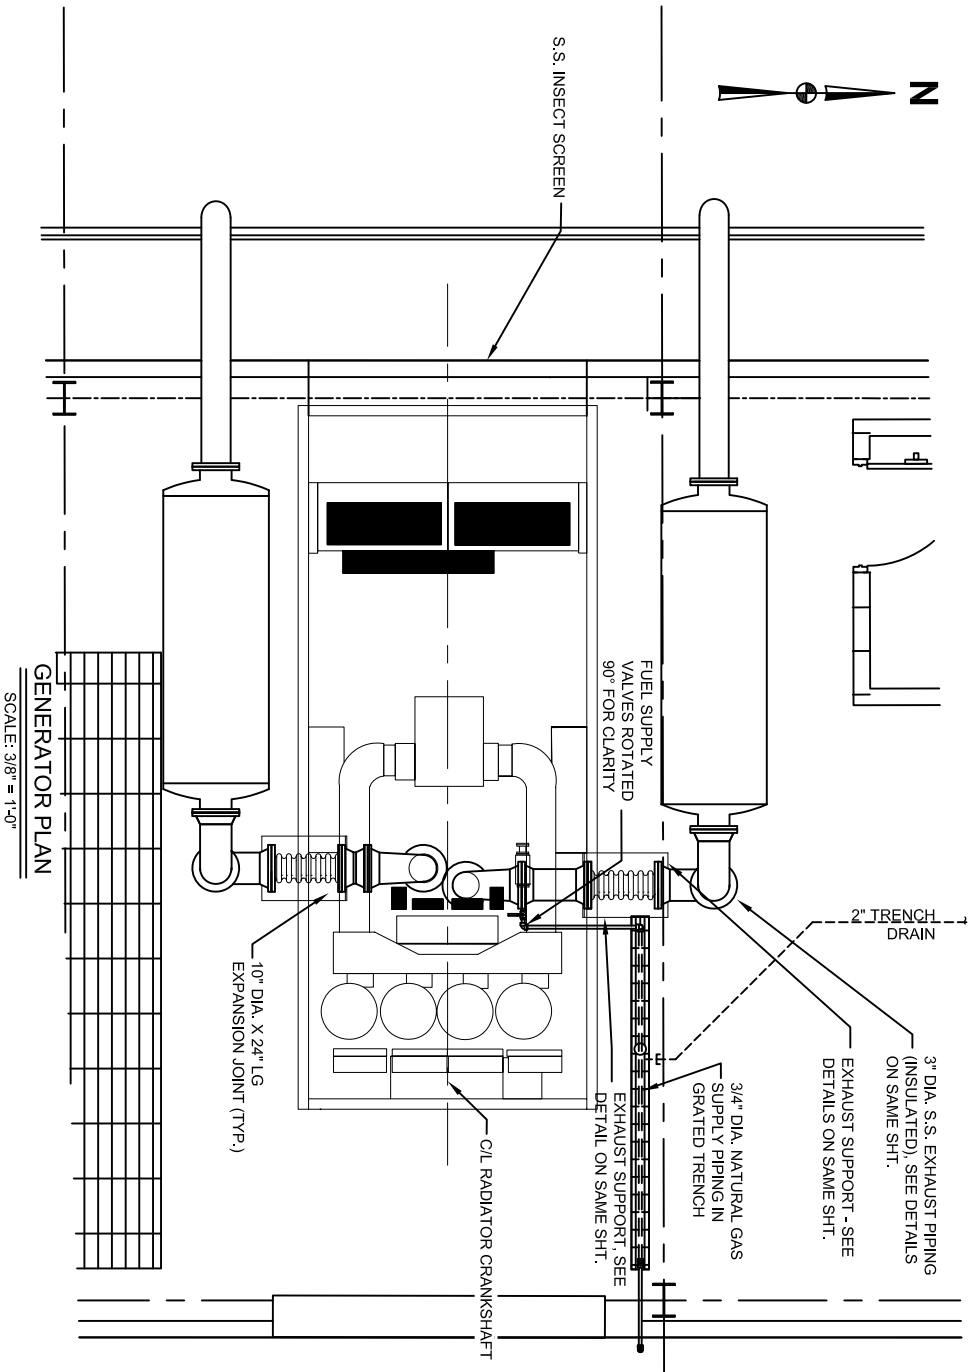 N
S.S. INSECT SCREEN
FUEL SUPPLY
VALVES ROTATED
90° FOR CLARITY
2" TRENCH
DRAIN
3" DIA. S.S. EXHAUST PIPING
(INSULATED), SEE DETAILS
ON SAME SHT.
EXHAUST SUPPORT - SEE
DETAILS ON SAME SHT.
3/4" DIA. NATURAL GAS
SUPPLY PIPING IN
GRATED TRENCH
EXHAUST SUPPORT, SEE
DETAIL ON SAME SHT.
C/L RADIATOR CRANKSHAFT
10" DIA. X 24" LG
EXPANSION JOINT (TYP.)
GENERATOR PLAN
SCALE: 3/8" = 1'-0"